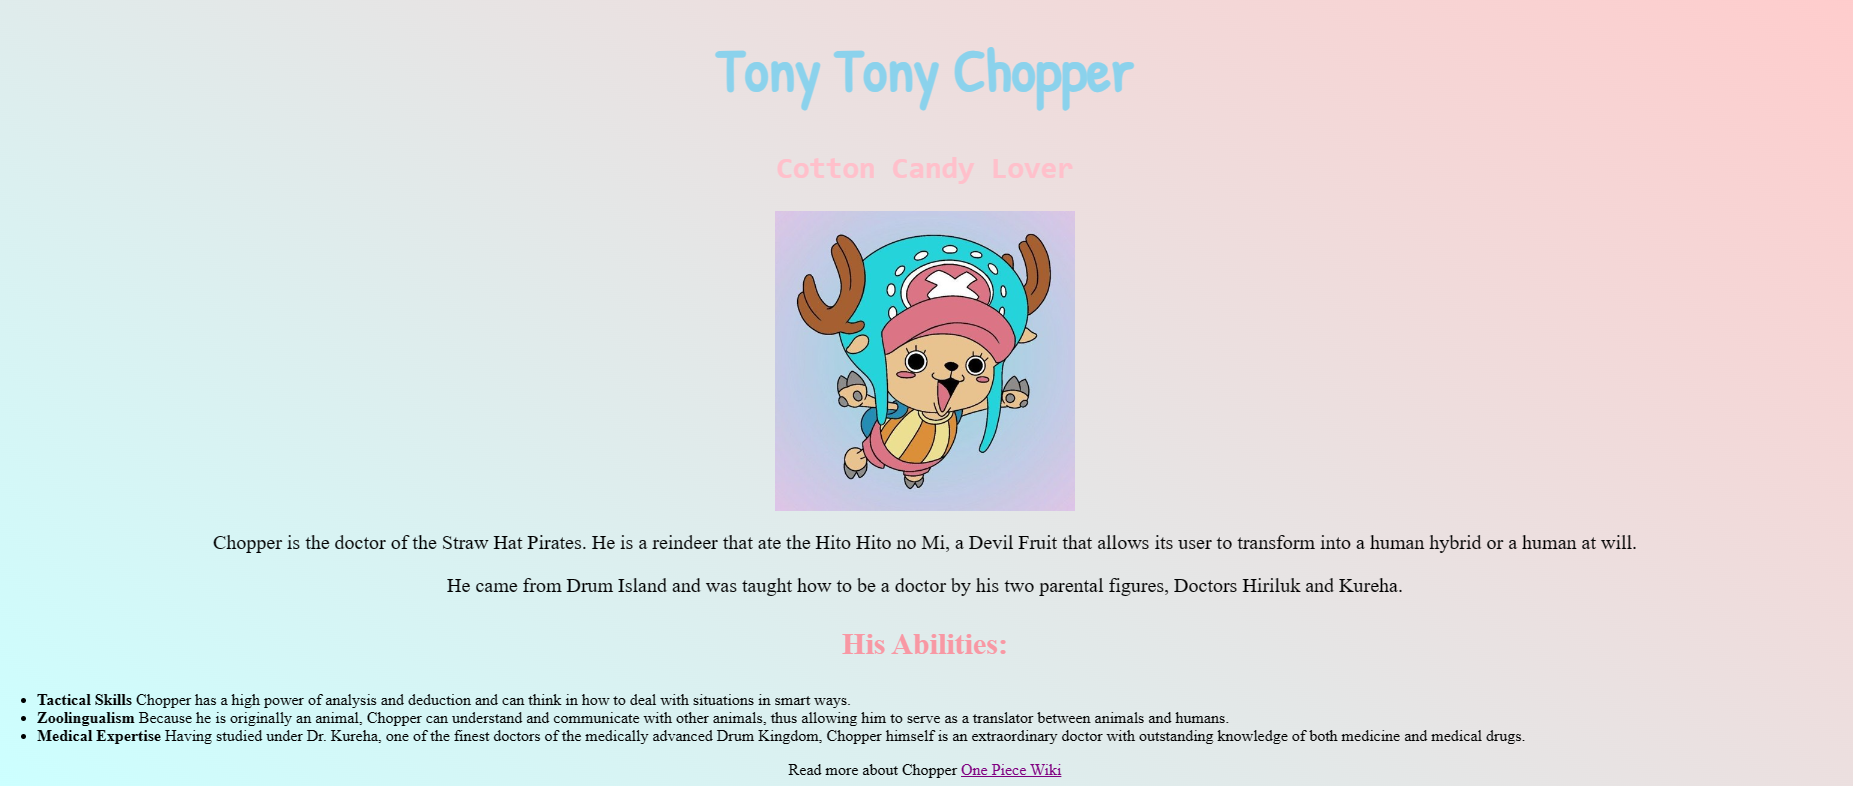 Tony Tony Chopper
Cotton Candy Lover
Chopper is the doctor of the Straw Hat Pirates. He is a reindeer that ate the Hito Hito no Mi, a Devil Fruit that allows its user to transform into a human hybrid or a human at will.
He came from Drum Island and was taught how to be a doctor by his two parental figures, Doctors Hiriluk and Kureha.
His Abilities:
• Tactical Skills Chopper has a high power of analysis and deduction and can think in how to deal with situations in smart ways.
• Zoolingualism Because he is originally an animal, Chopper can understand and communicate with other animals, thus allowing him to serve as a translator between animals and humans.
• Medical Expertise Having studied under Dr. Kureha, one of the finest doctors of the medically advanced Drum Kingdom, Chopper himself is an extraordinary doctor with outstanding knowledge of both medicine and medical drugs.
Read more about Chopper One Piece Wiki